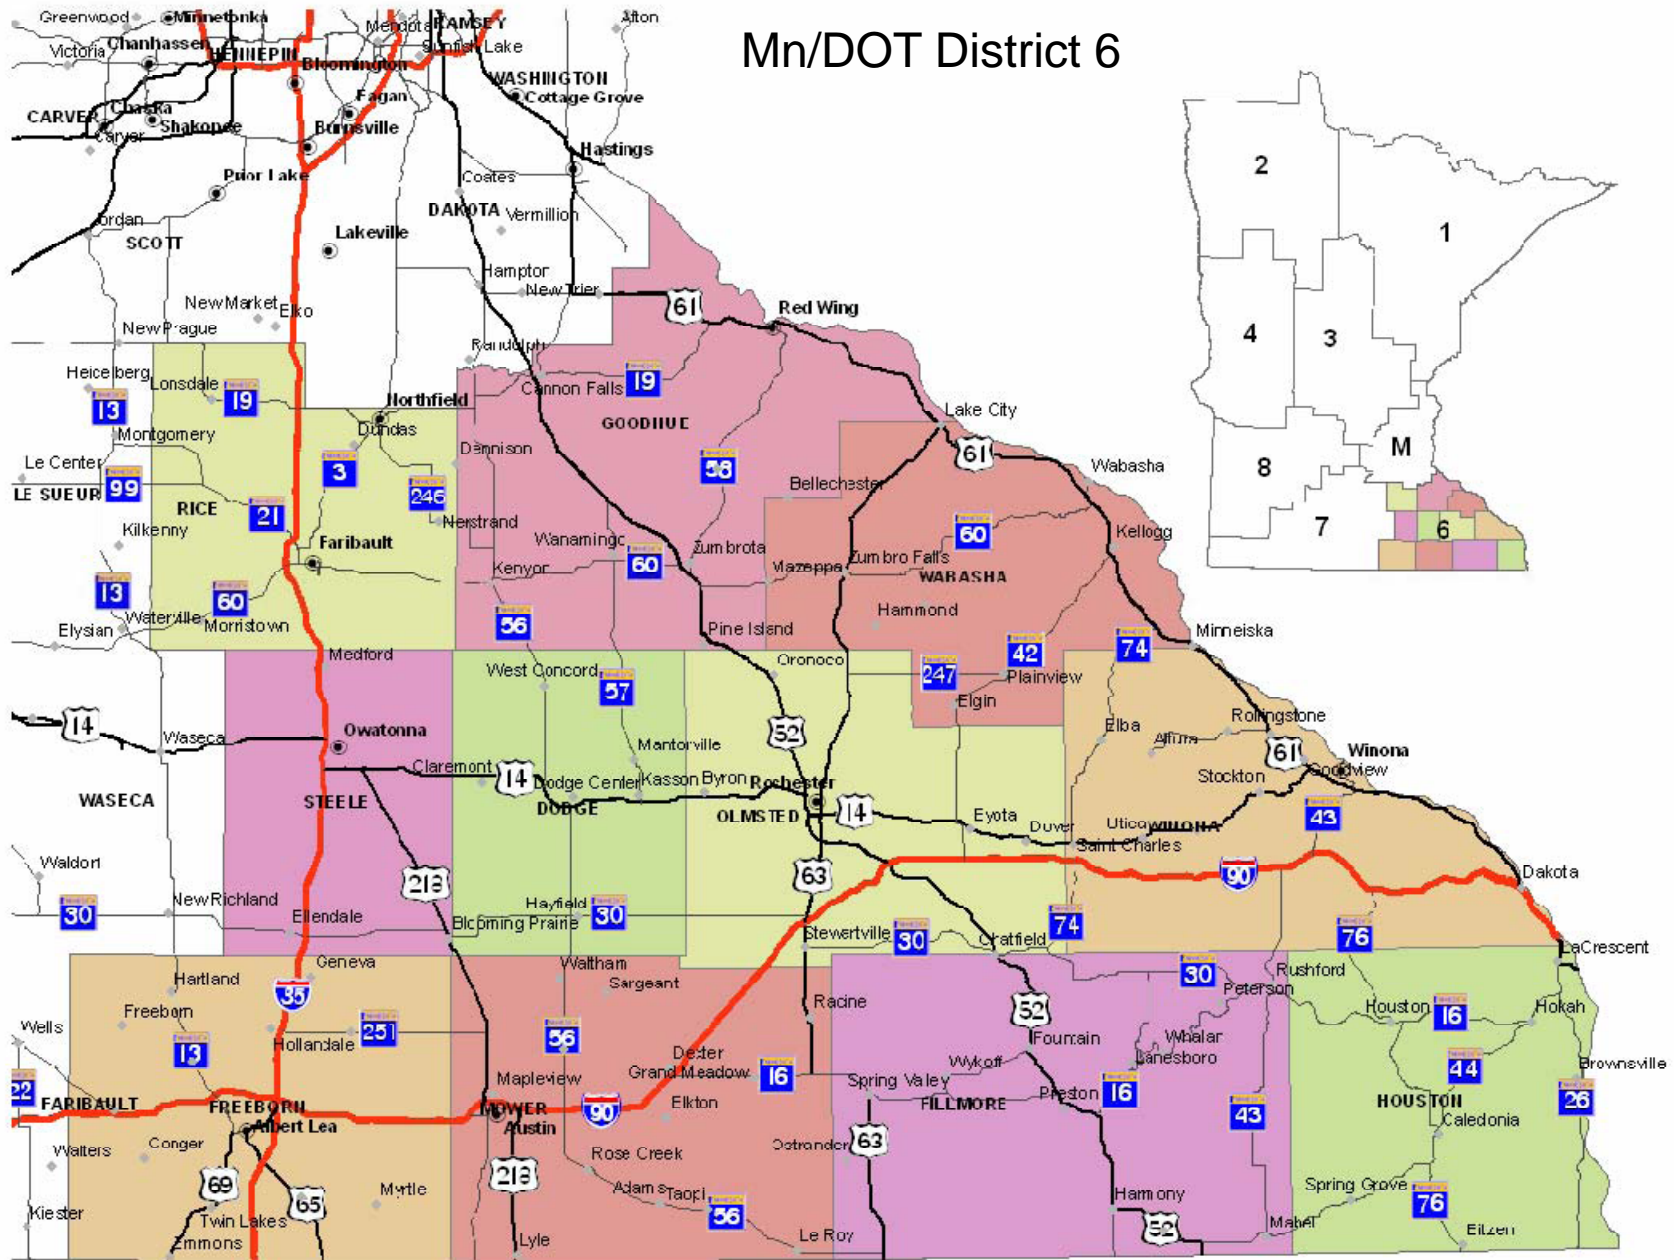 Mn/DOT District 6
Greenwood
Minnetonka
Mendota
RAMSEY
Afton
Victoria
Chanhassen
HENNEPIN
Sunfish Lake
Bloomington
WASHINGTON
Cottage Grove
Eagan
CARVER
Chaska
Shakopee
Burnsville
Carver
Hastings
Prior Lake
Coates
DAKOTA
Vermillion
Jordan
SCOTT
Lakeville
Hampton
New Trier
New Market
Elko
61
Red Wing
New Prague
Randolph
Heidelberg
Lonsdale
13
19
Northfield
Cannon Falls
19
GOODHUE
Lake City
Montgomery
Dundas
Dennison
61
Le Center
99
3
58
Wabasha
LE SUEUR
RICE
21
246
Bellechester
Kilkenny
Nerstrand
Faribault
Wanamingo
Zumbrota
60
Kellogg
Kenyon
60
Mazeppa
Zumbro Falls
WABASHA
13
60
Waterville
Morristown
56
Hammond
Elysian
Pine Island
Minneiska
Medford
West Concord
57
Oronoco
247
42
74
Plainview
Elgin
14
Waseca
Owatonna
52
Mantorville
Elba
Altura
Rollingstone
61
Winona
Claremont
14
Dodge Center
Kasson
Byron
Rochester
Stockton
Goodview
WASECA
STEELE
DODGE
OLMSTED
14
Eyota
Dover
Utica
WINONA
43
Saint Charles
Waldorf
218
63
90
Dakota
30
New Richland
Ellendale
Blooming Prairie
Hayfield
30
Stewartville
30
Chatfield
74
76
LaCrescent
Hartland
Geneva
Waltham
Sargeant
30
Rushford
Peterson
35
Freeborn
Racine
52
Houston
16
Hokah
Wells
13
Hollandale
251
56
Fountain
Whalan
Lanesboro
Dexter
Grand Meadow
16
Wykoff
44
Brownsville
22
Mapleview
Spring Valley
Preston
16
FARIBAULT
FREEBORN
MOWER
90
Elkton
FILLMORE
43
HOUSTON
26
Albert Lea
Austin
Caledonia
Walters
Conger
63
Ostrander
69
65
Myrtle
218
Rose Creek
Adams
Taopi
56
Harmony
Spring Grove
76
Kiester
Twin Lakes
Emmons
Lyle
Le Roy
52
Mabel
Eitzen
2
1
4
3
M
8
7
6